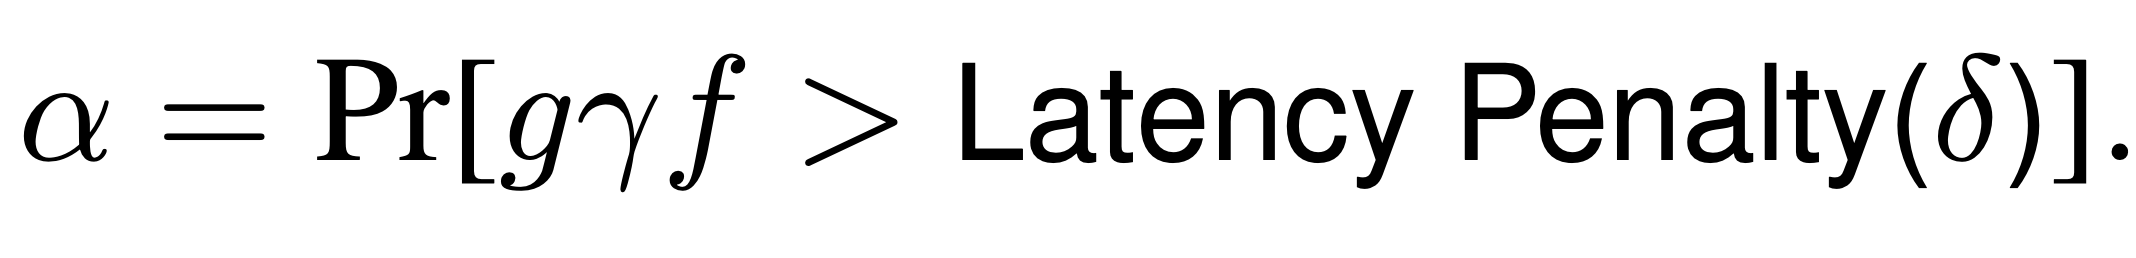 α = Pr[gγf > Latency Penalty(δ)].